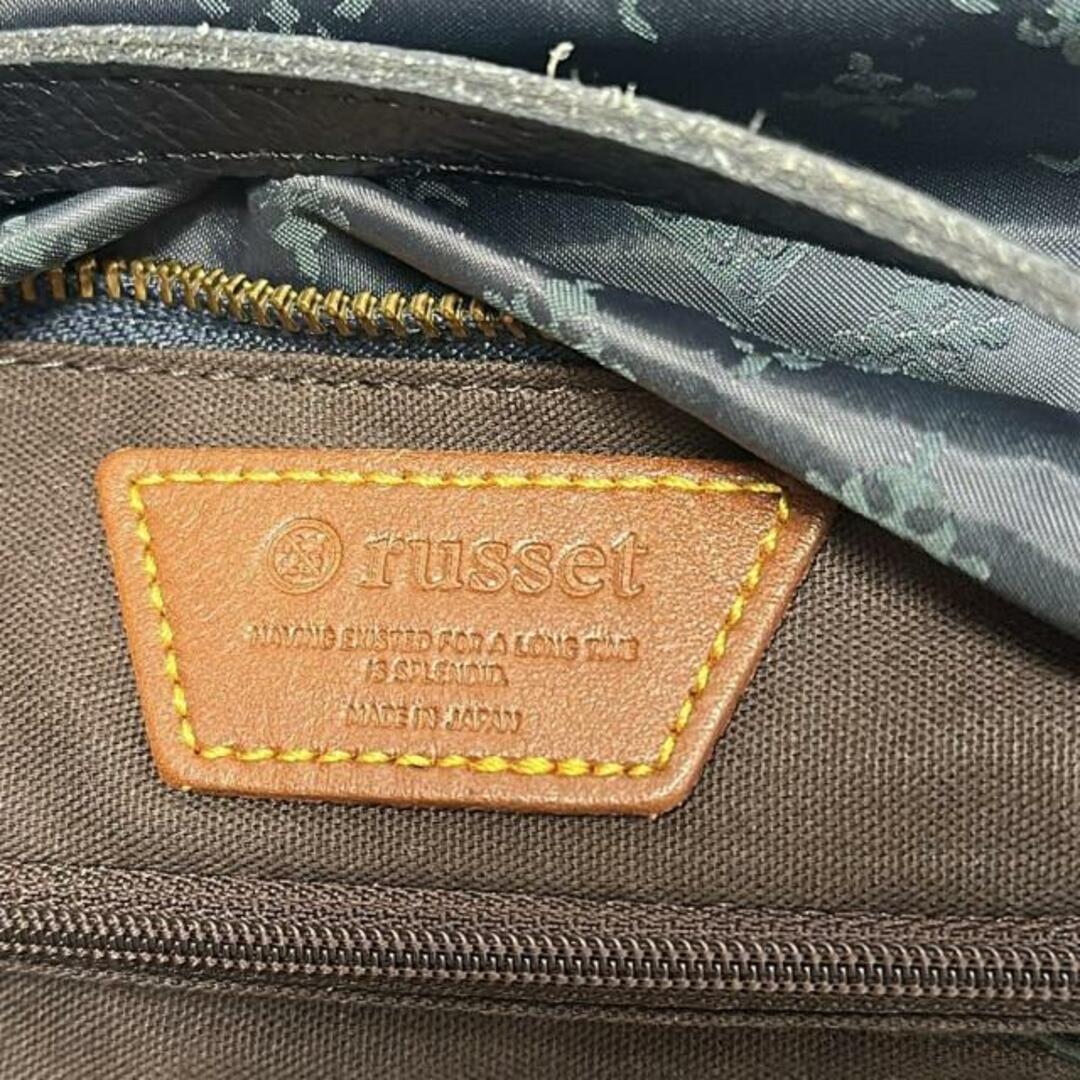 russet
HAVING EXISTED FOR A LONG TIME
IS SPLENDID.
MADE IN JAPAN